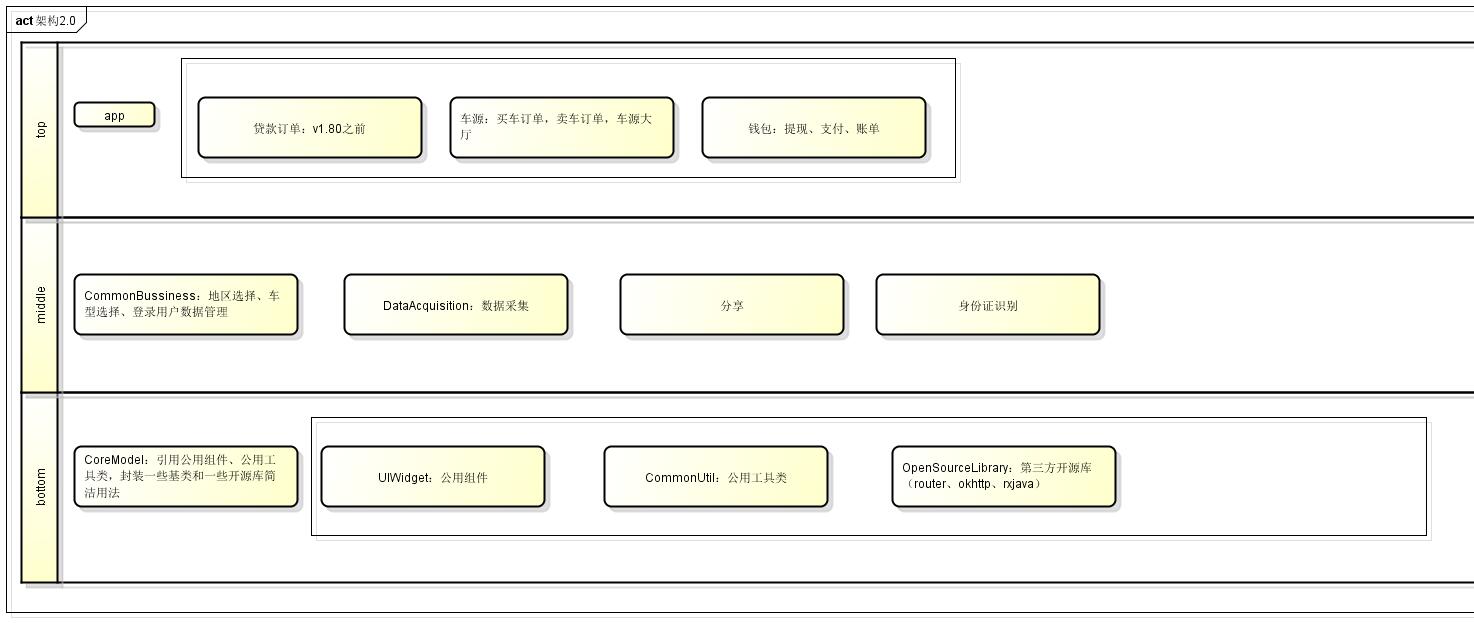 act 架构2.0
top
app
贷款订单：v1.80之前
车源：买车订单，卖车订单，车源大
厅
钱包：提现、支付、账单
middle
CommonBussiness：地区选择、车
型选择、登录用户数据管理
DataAcquisition：数据采集
分享
身份证识别
bottom
CoreModel：引用公用组件、公用工
具类，封装一些基类和一些开源库简
洁用法
UIWidget：公用组件
CommonUtil：公用工具类
OpenSourceLibrary：第三方开源库
（router、okhttp、rxjava）